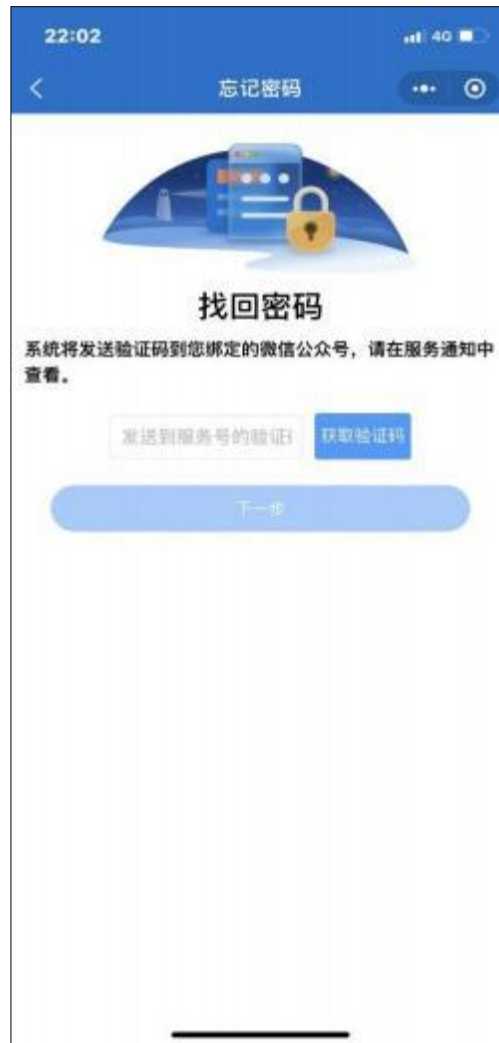 22:02
4G
忘记密码
找回密码
系统将发送验证码到您绑定的微信公众号，请在服务通知中
查看。
发送到服务号的验证
获取验证码
下一步